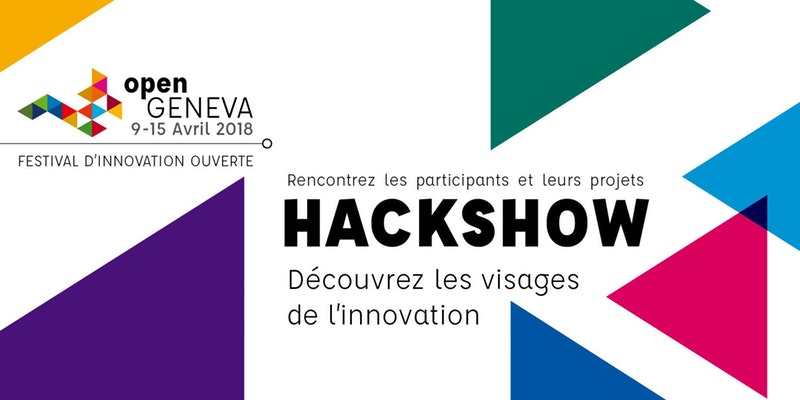 open
GENEVA
9-15 Avril 2018
FESTIVAL D'INNOVATION OUVERTE
Rencontrez les participants et leurs projets
HACKSHOW
Découvrez les visages
de l'innovation